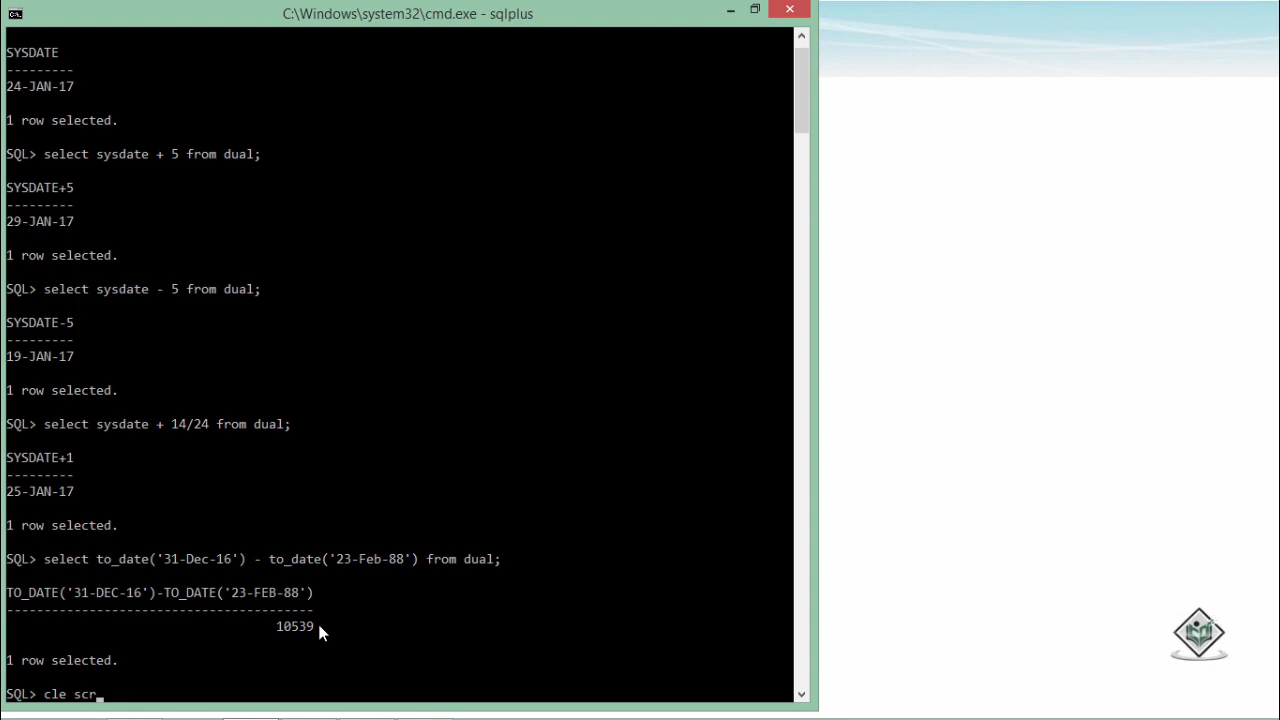 C:\Windows\system32\cmd.exe - sqlplus
SYSDATE
---------
24-JAN-17
1 row selected.
SQL> select sysdate + 5 from dual;
SYSDATE+5
---------
29-JAN-17
1 row selected.
SQL> select sysdate - 5 from dual;
SYSDATE-5
---------
19-JAN-17
1 row selected.
SQL> select sysdate + 14/24 from dual;
SYSDATE+1
---------
25-JAN-17
1 row selected.
SQL> select to_date('31-Dec-16') - to_date('23-Feb-88') from dual;
TO_DATE('31-DEC-16')-TO_DATE('23-FEB-88')
-----------------------------------------
10539
1 row selected.
SQL> cle scr_